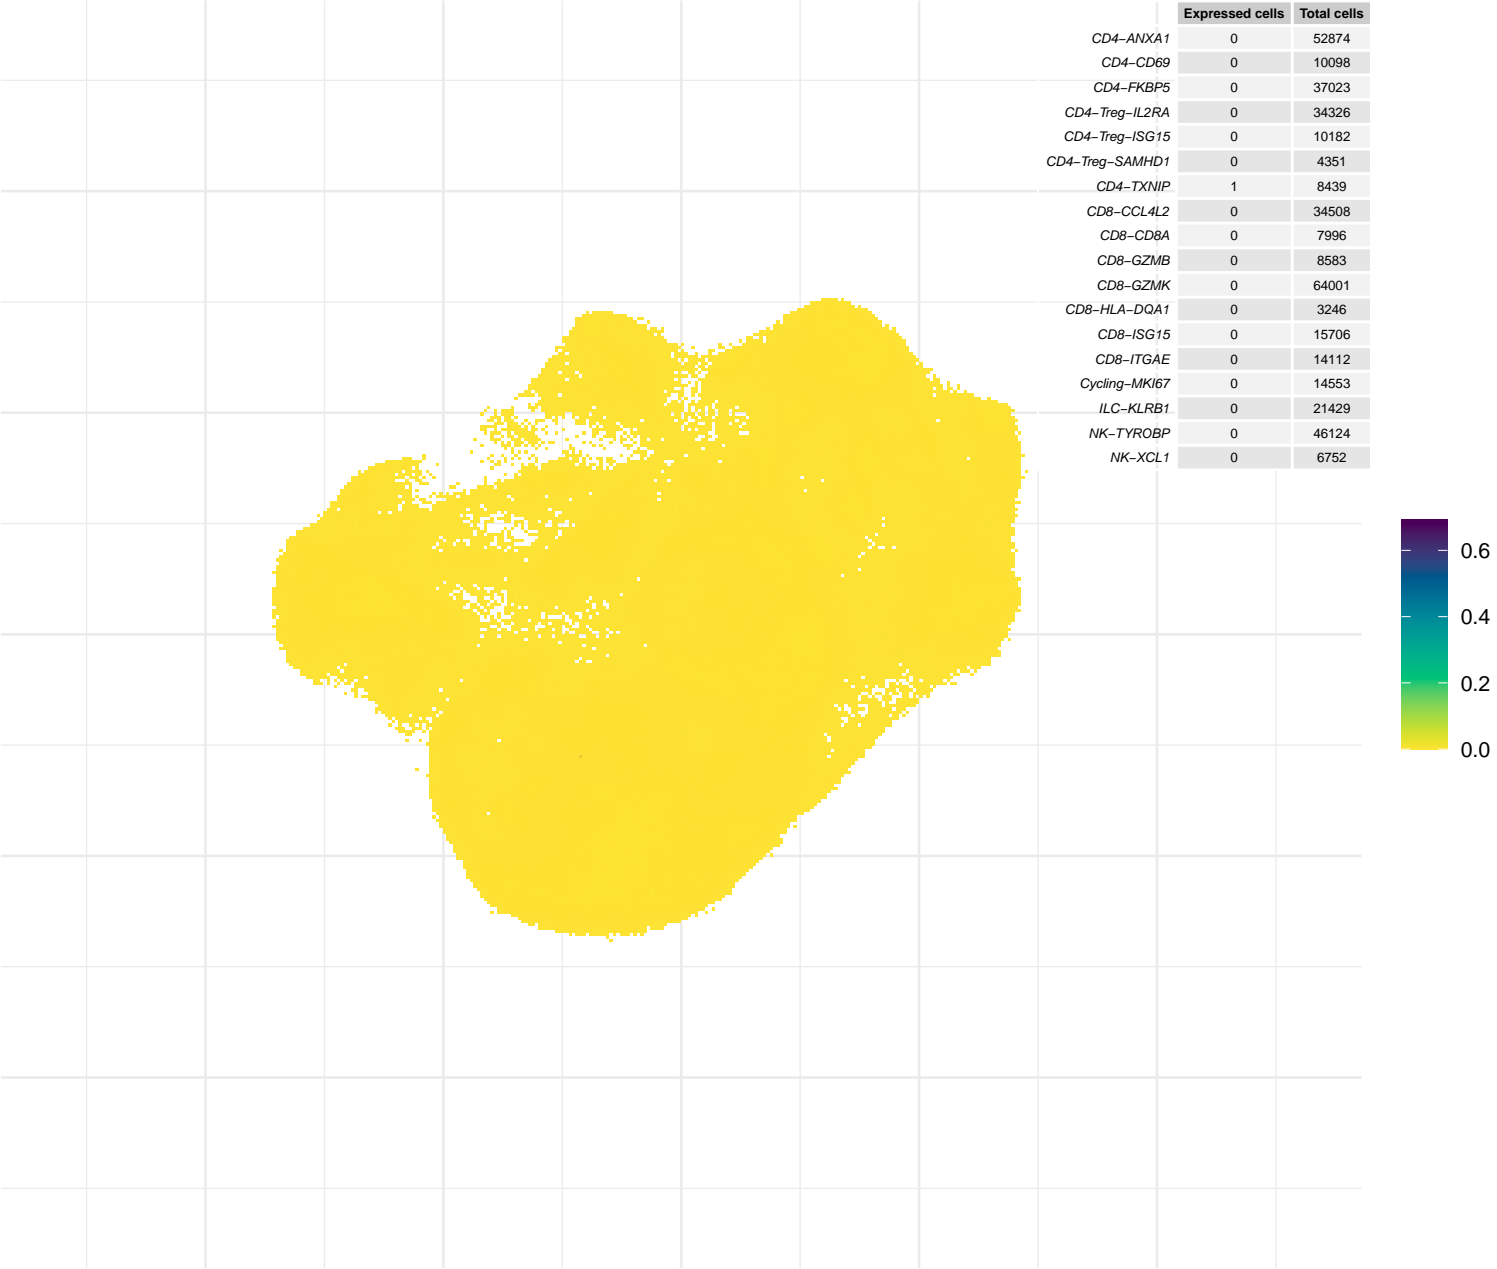 Expressed cells Total cells
CD4−ANXA1 0 52874
CD4−CD69 0 10098
CD4−FKBP5 0 37023
CD4−Treg−IL2RA 0 34326
CD4−Treg−ISG15 0 10182
CD4−Treg−SAMHD1 0 4351
CD4−TXNIP 1 8439
CD8−CCL4L2 0 34508
CD8−CD8A 0 7996
CD8−GZMB 0 8583
CD8−GZMK 0 64001
CD8−HLA−DQA1 0 3246
CD8−ISG15 0 15706
CD8−ITGAE 0 14112
Cycling−MKI67 0 14553
ILC−KLRB1 0 21429
NK−TYROBP 0 46124
NK−XCL1 0 6752
0.6
0.4
0.2
0.0